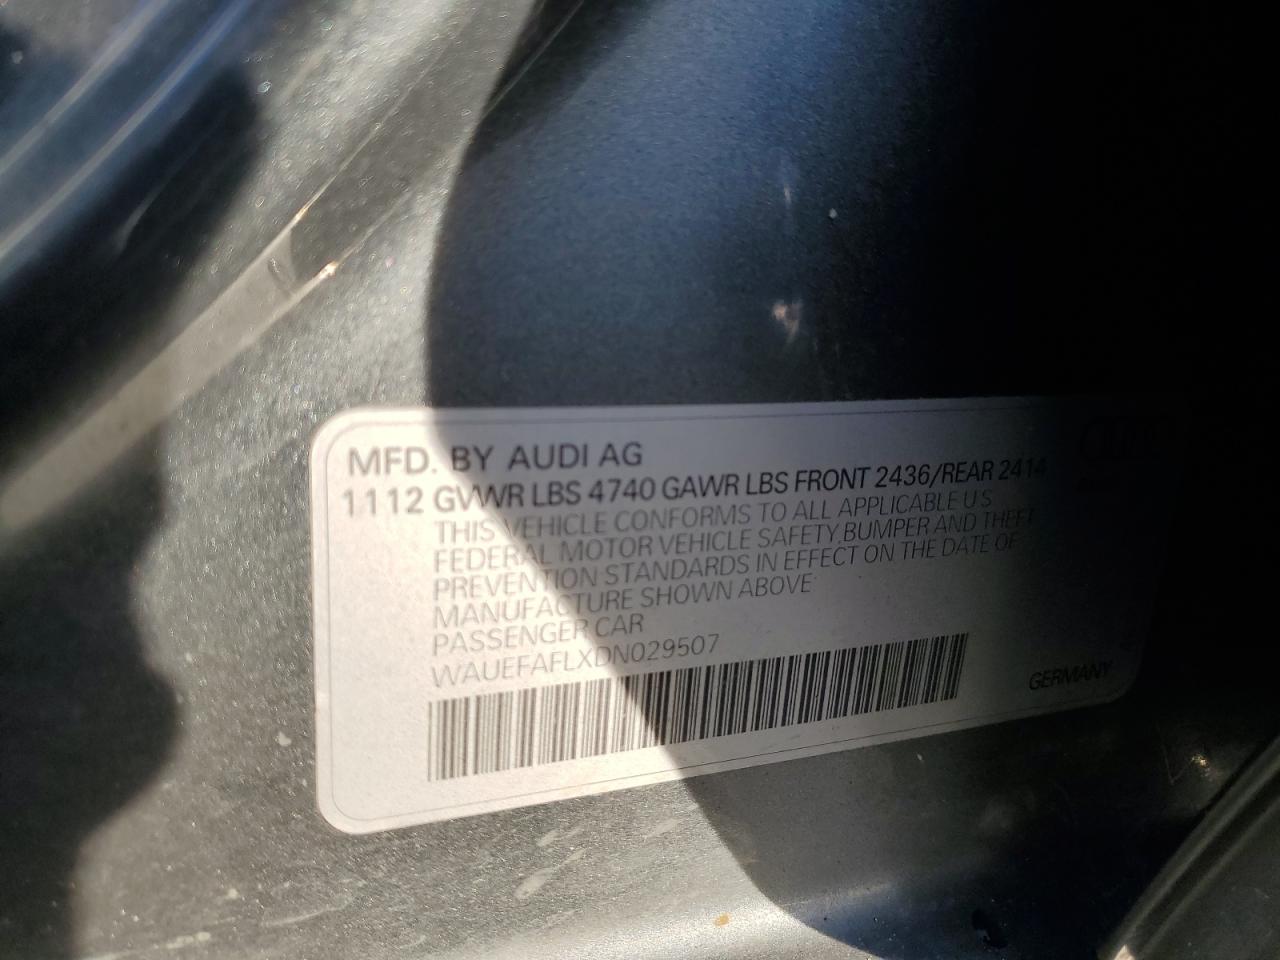 MFD. BY AUDI AG
1112 GVWR LBS 4740 GAWR LBS FRONT 2436/REAR 2414
THIS VEHICLE CONFORMS TO ALL APPLICABLE U S
FEDERAL MOTOR VEHICLE SAFETY,BUMPER AND THEFT
PREVENTION STANDARDS IN EFFECT ON THE DATE OF
MANUFACTURE SHOWN ABOVE
PASSENGER CAR
WAUEFAFLXDN029507
GERMANY